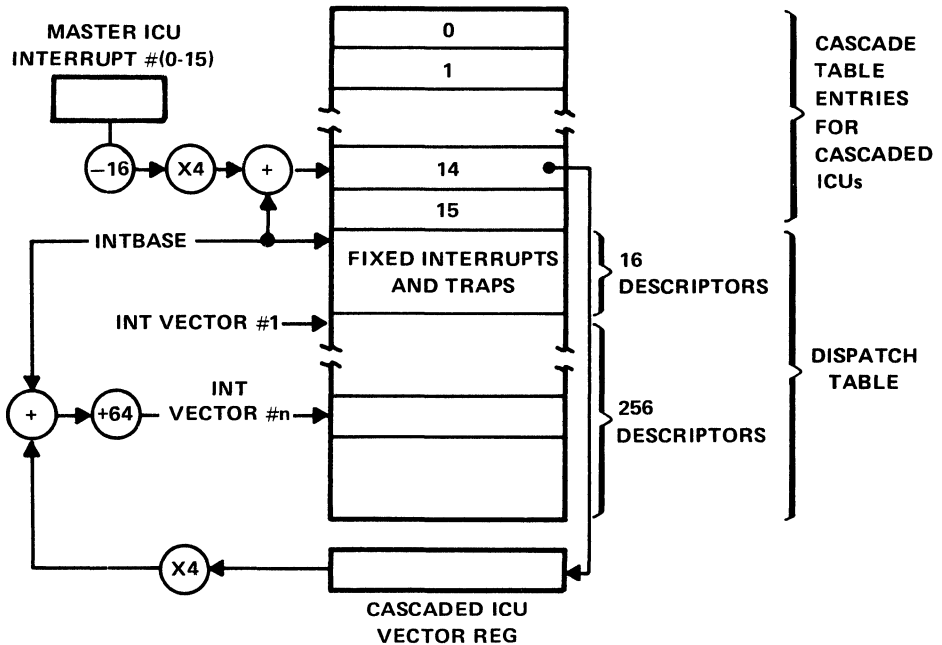 MASTER ICU
INTERRUPT #(0-15)
0
1
CASCADE
TABLE
ENTRIES
FOR
CASCADED
ICUs
−16
X4
+
14
15
INTBASE
FIXED INTERRUPTS
AND TRAPS
16
DESCRIPTORS
INT VECTOR #1
DISPATCH
TABLE
+
+64
INT
VECTOR #n
256
DESCRIPTORS
X4
CASCADED ICU
VECTOR REG